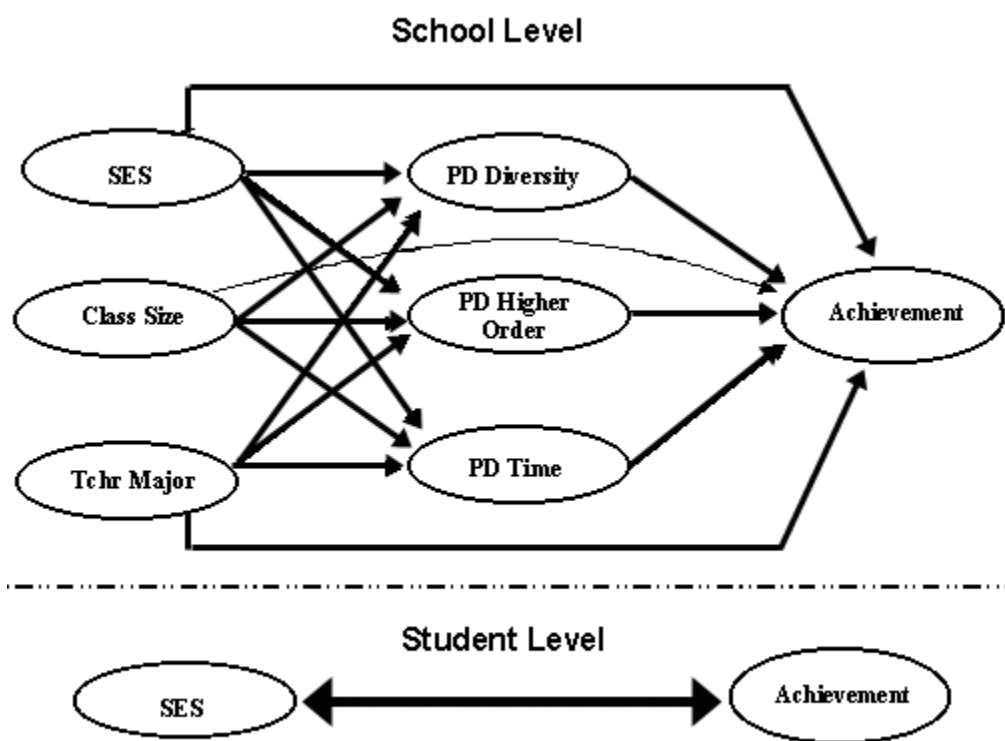 School Level
SES
PD Diversity
Class Size
PD Higher
Order
Achievement
Tchr Major
PD Time
Student Level
SES
Achievement